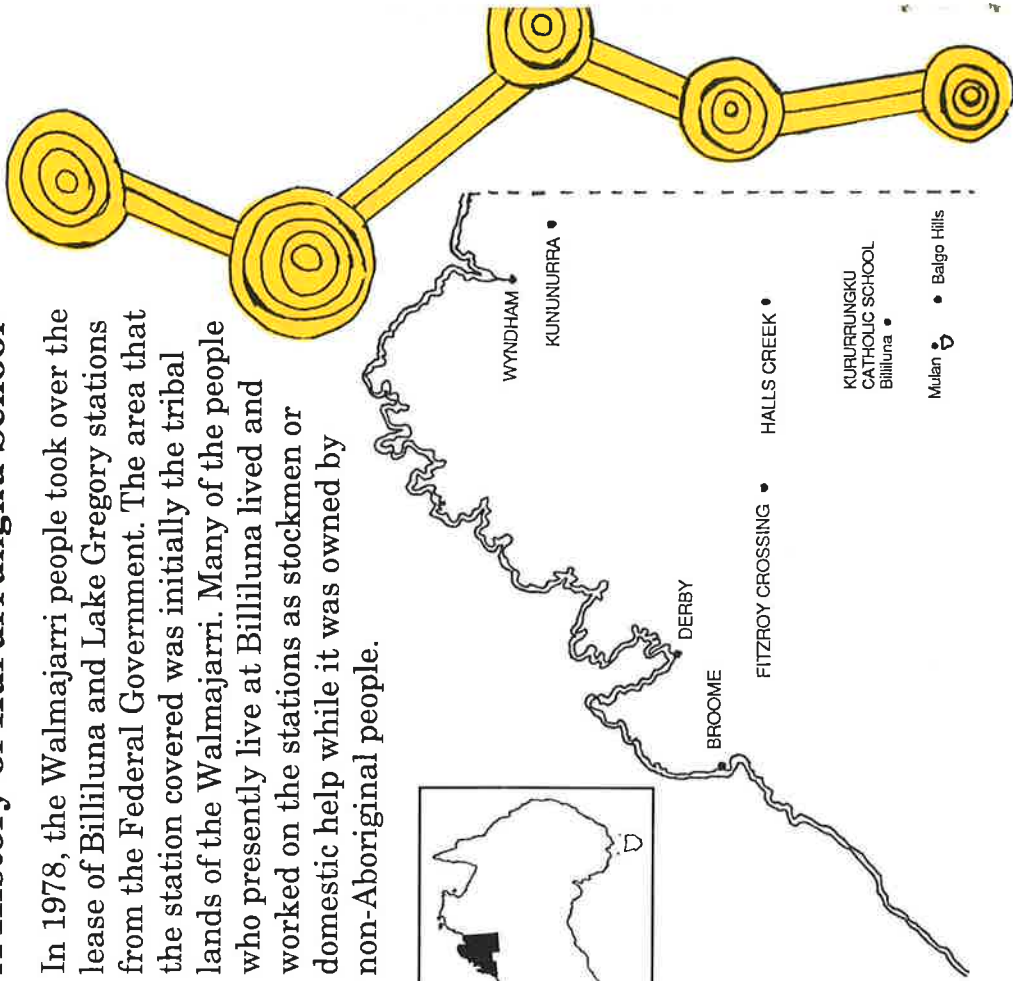 A History of Kururrungku School
In 1978, the Walmajarri people took over the
lease of Billiluna and Lake Gregory stations
from the Federal Government. The area that
the station covered was initially the tribal
lands of the Walmajarri. Many of the people
who presently live at Billiluna lived and
worked on the stations as stockmen or
domestic help while it was owned by
non-Aboriginal people.
WYNDHAM
KUNUNURRA
DERBY
BROOME
FITZROY CROSSING
HALLS CREEK
KURURRUNGKU
CATHOLIC SCHOOL
Billiluna
Mulan
Balgo Hills